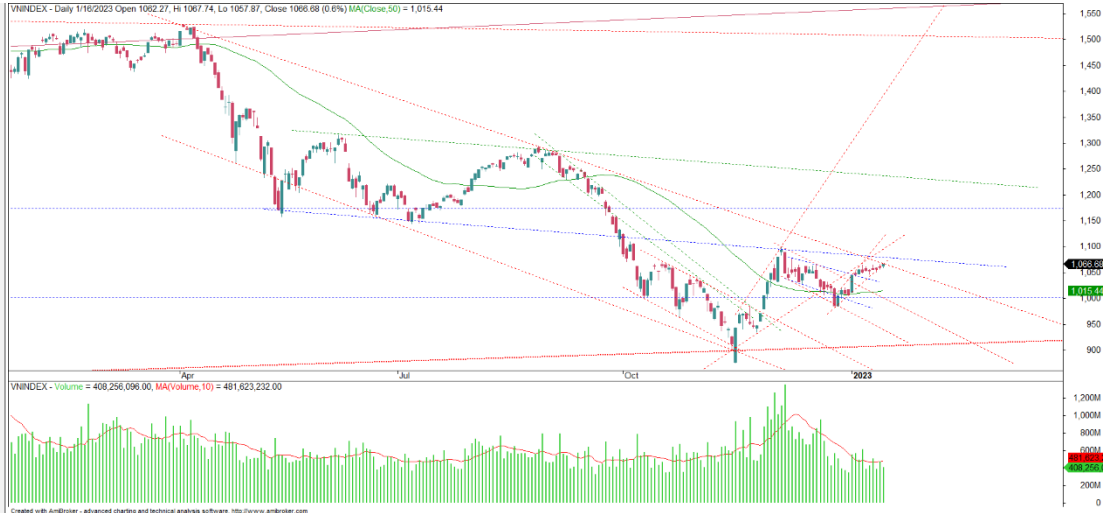 VNINDEX - Daily 1/16/2023 Open 1062.27, Hi 1067.74, Lo 1057.87, Close 1066.68 (0.6%) MA(Close,50) = 1,015.44
1,550
1,500
1,450
1,400
1,350
1,300
1,250
1,200
1,150
1,100
1,066.68
1,050
1,015.44
1,000
950
900
Apr
Jul
Oct
2023
VNINDEX - Volume = 408,256,096.00, MA(Volume,10) = 481,623,232.00
1,200M
1,000M
800M
600M
481,623,2
408,256,0
200M
0
Created with AmiBroker - advanced charting and technical analysis software. http://www.amibroker.com